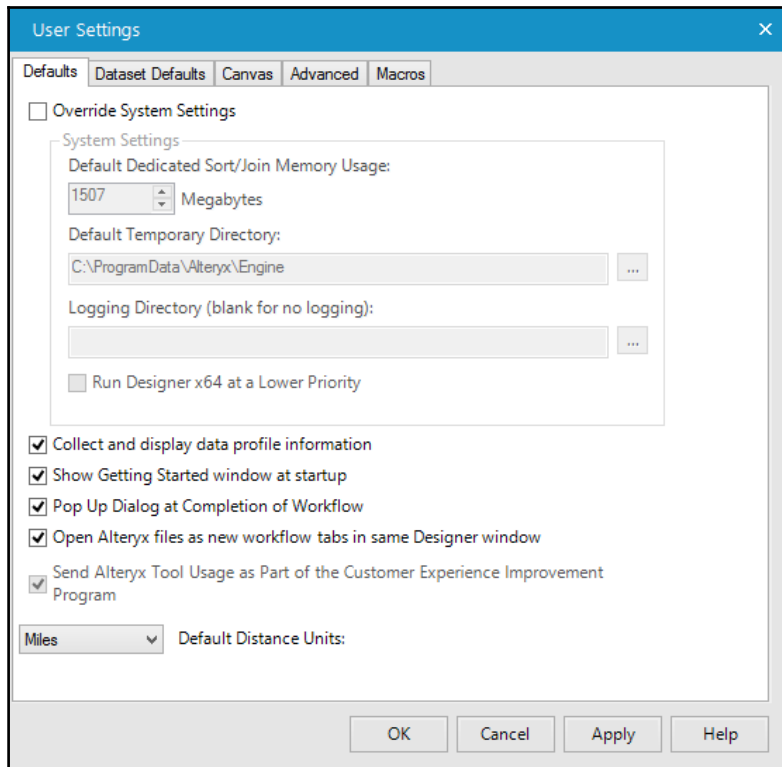 User Settings
Defaults Dataset Defaults Canvas Advanced Macros
Override System Settings
System Settings
Default Dedicated Sort/Join Memory Usage:
1507 Megabytes
Default Temporary Directory:
C:\ProgramData\Alteryx\Engine ...
Logging Directory (blank for no logging):
...
Run Designer x64 at a Lower Priority
Collect and display data profile information
Show Getting Started window at startup
Pop Up Dialog at Completion of Workflow
Open Alteryx files as new workflow tabs in same Designer window
Send Alteryx Tool Usage as Part of the Customer Experience Improvement
Program
Miles Default Distance Units:
OK Cancel Apply Help